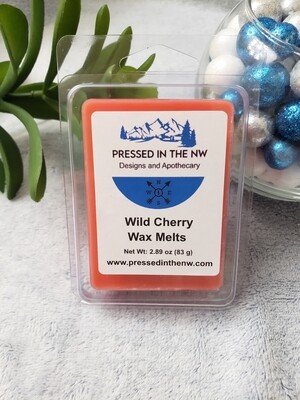 PRESSED IN THE NW
Designs and Apothecary
Wild Cherry
Wax Melts
Net Wt: 2.89 oz (83 g)
www.pressedinthenw.com